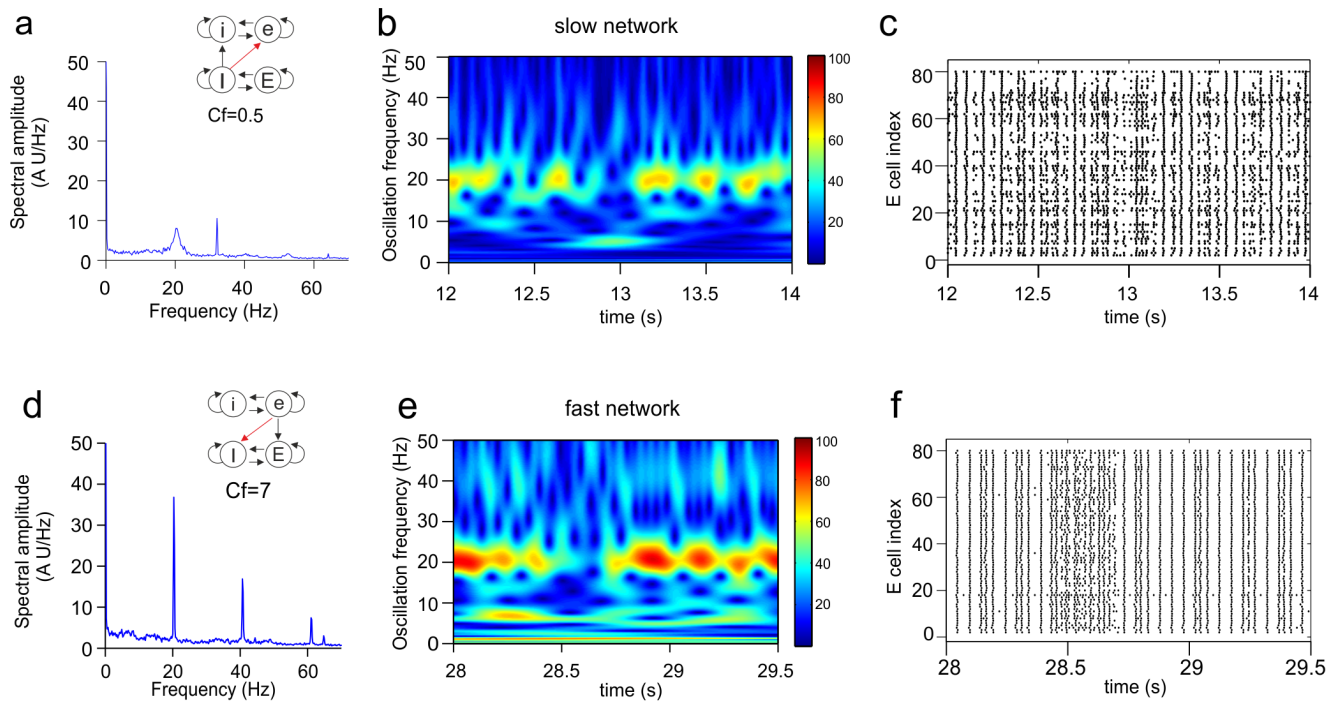 a
i e
I E
Cf=0.5
Spectral amplitude
(A U/Hz)
50
40
30
20
10
0
0 20 40 60
Frequency (Hz)
b
slow network
Oscillation frequency (Hz)
50
40
30
20
10
0
12 12.5 13 13.5 14
time (s)
100
80
60
40
20
c
E cell index
80
60
40
20
0
12 12.5 13 13.5 14
time (s)
d
i e
I E
Cf=7
Spectral amplitude
(A U/Hz)
50
40
30
20
10
0
0 20 40 60
Frequency (Hz)
e
fast network
Oscillation frequency (Hz)
50
40
30
20
10
0
28 28.5 29 29.5
time (s)
100
80
60
40
20
f
E cell index
80
60
40
20
0
28 28.5 29 29.5
time (s)